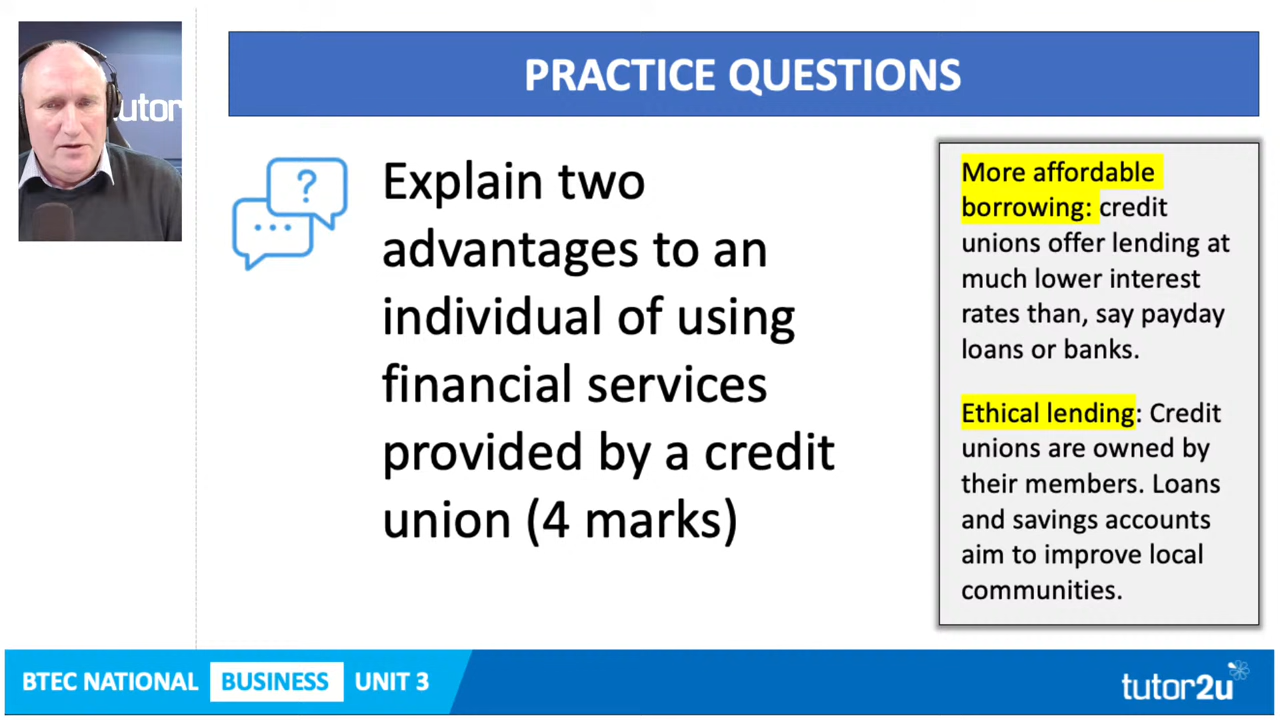 utor
PRACTICE QUESTIONS
?
Explain two
advantages to an
individual of using
financial services
provided by a credit
union (4 marks)
More affordable
borrowing: credit
unions offer lending at
much lower interest
rates than, say payday
loans or banks.
Ethical lending: Credit
unions are owned by
their members. Loans
and savings accounts
aim to improve local
communities.
BTEC NATIONAL BUSINESS UNIT 3
tutor2u